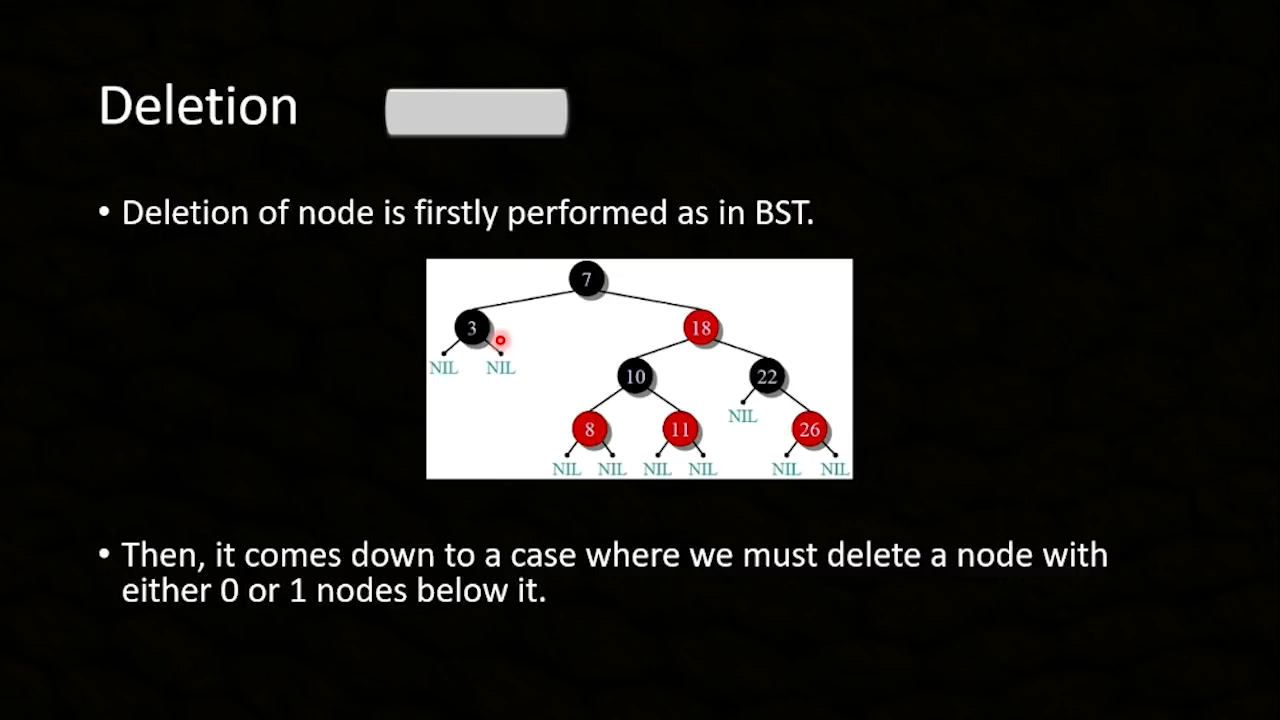 Deletion
• Deletion of node is firstly performed as in BST.
7
3 18
NIL NIL 10 22
NIL
8 11 26
NIL NIL NIL NIL NIL NIL
• Then, it comes down to a case where we must delete a node with
either 0 or 1 nodes below it.